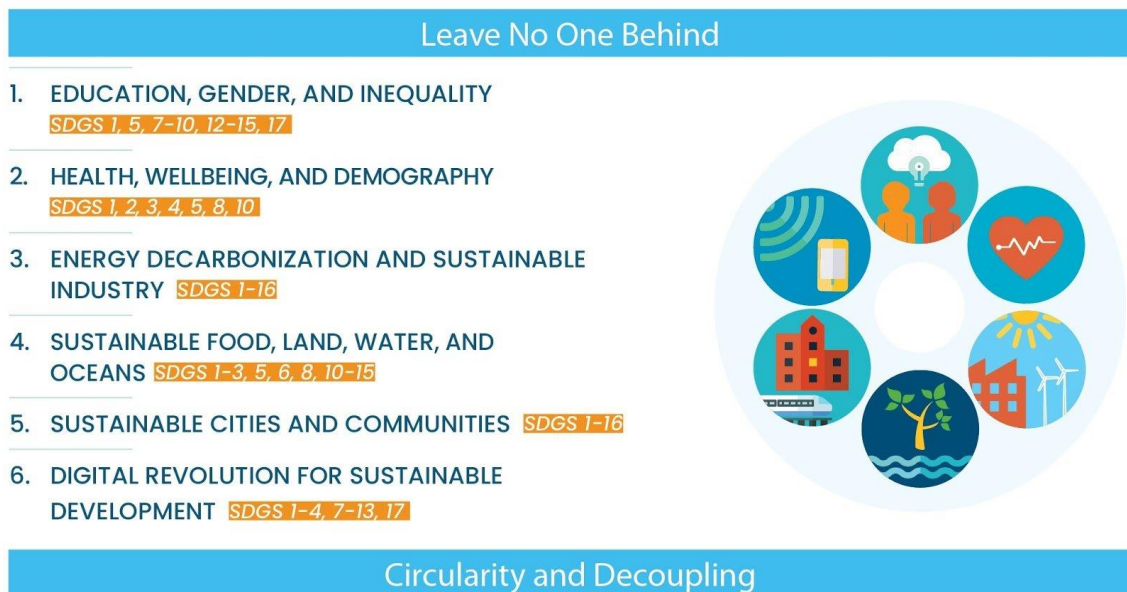 Leave No One Behind
1. EDUCATION, GENDER, AND INEQUALITY
SDGS 1, 5, 7-10, 12-15, 17
2. HEALTH, WELLBEING, AND DEMOGRAPHY
SDGS 1, 2, 3, 4, 5, 8, 10
3. ENERGY DECARBONIZATION AND SUSTAINABLE
INDUSTRY SDGS 1-16
4. SUSTAINABLE FOOD, LAND, WATER, AND
OCEANS SDGS 1-3, 5, 6, 8, 10-15
5. SUSTAINABLE CITIES AND COMMUNITIES SDGS 1-16
6. DIGITAL REVOLUTION FOR SUSTAINABLE
DEVELOPMENT SDGS 1-4, 7-13, 17
Circularity and Decoupling